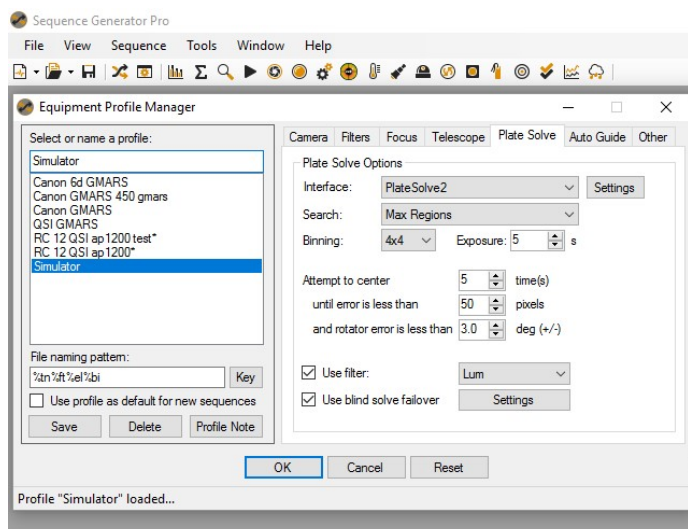 Sequence Generator Pro
File View Sequence Tools Window Help
Equipment Profile Manager
Select or name a profile:
Simulator
Canon 6d GMARS
Canon GMARS 450 gmars
Canon GMARS
QSI GMARS
RC 12 QSI ap1200 test*
RC 12 QSI ap1200*
Simulator
File naming pattern:
%tn%ft%el%bi Key
Use profile as default for new sequences
Save Delete Profile Note
Camera Filters Focus Telescope Plate Solve Auto Guide Other
Plate Solve Options
Interface: PlateSolve2 Settings
Search: Max Regions
Binning: 4x4 Exposure: 5 s
Attempt to center 5 time(s)
until error is less than 50 pixels
and rotator error is less than 3.0 deg (+/-)
Use filter: Lum
Use blind solve failover Settings
OK Cancel Reset
Profile "Simulator" loaded...